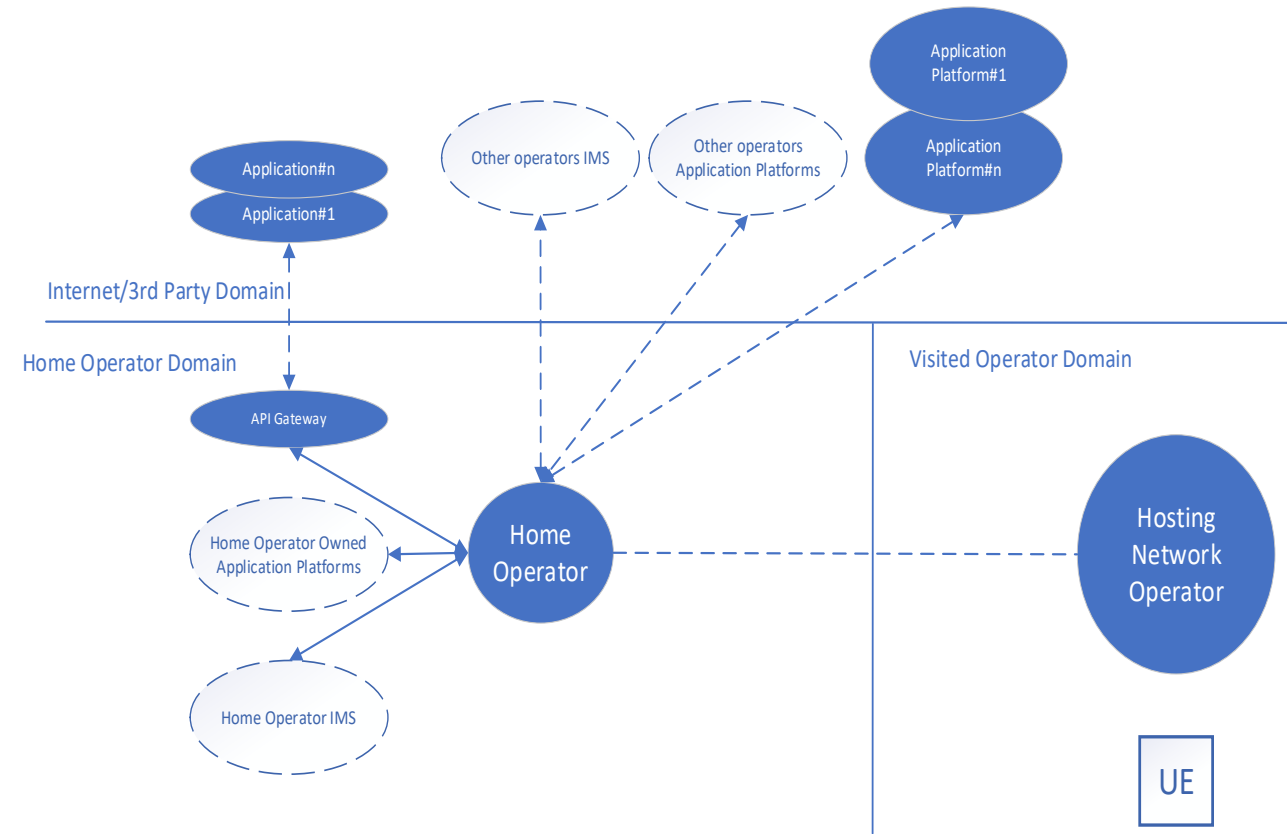 Application
Platform#1
Application
Platform#n
Other operators IMS
Other operators
Application Platforms
Application#n
Application#1
Internet/3rd Party Domain
Home Operator Domain
Visited Operator Domain
API Gateway
Home Operator Owned
Application Platforms
Home
Operator
Hosting
Network
Operator
Home Operator IMS
UE